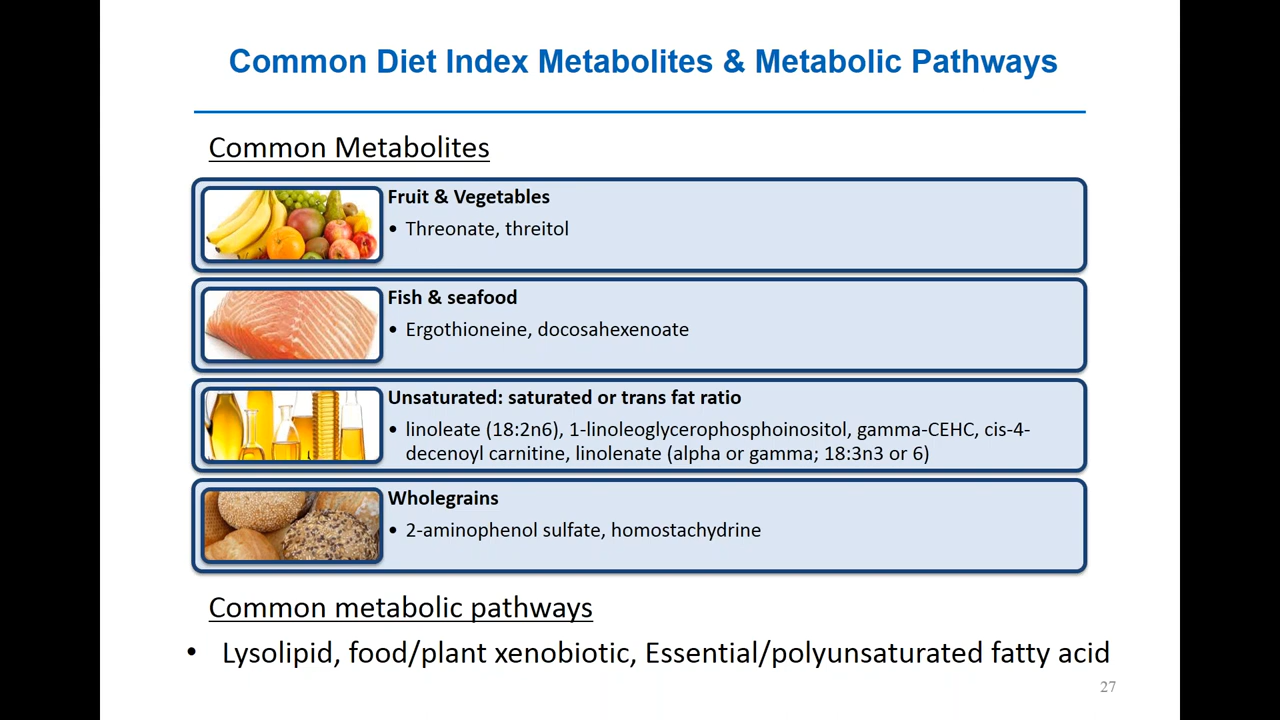 Common Diet Index Metabolites & Metabolic Pathways
Common Metabolites
Fruit & Vegetables
• Threonate, threitol
Fish & seafood
• Ergothioneine, docosahexenoate
Unsaturated: saturated or trans fat ratio
• linoleate (18:2n6), 1-linoleoglycerophosphoinositol, gamma-CEHC, cis-4-
decenoyl carnitine, linolenate (alpha or gamma; 18:3n3 or 6)
Wholegrains
• 2-aminophenol sulfate, homostachydrine
Common metabolic pathways
• Lysolipid, food/plant xenobiotic, Essential/polyunsaturated fatty acid
27